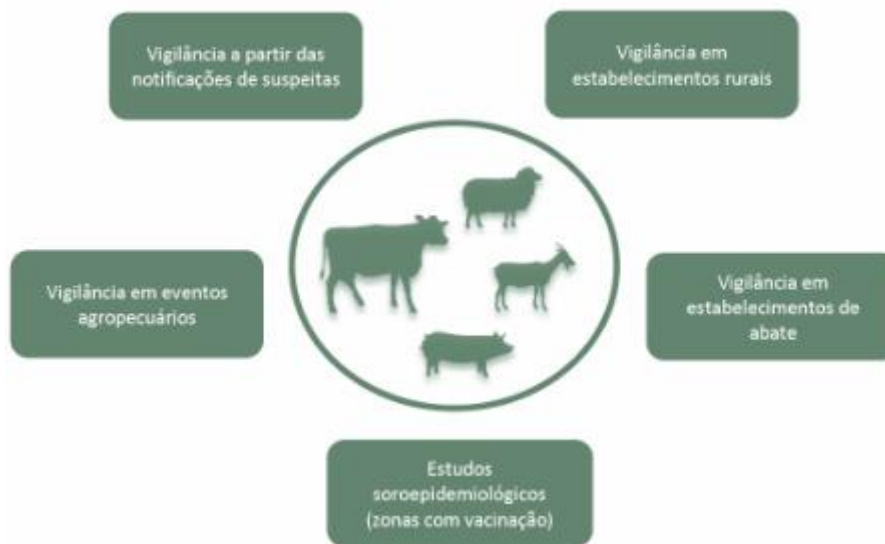 Vigilância a partir das
notificações de suspeitas
Vigilância em
estabelecimentos rurais
Vigilância em eventos
agropecuários
Vigilância em
estabelecimentos de
abate
Estudos
soroepidemiológicos
(zonas com vacinação)